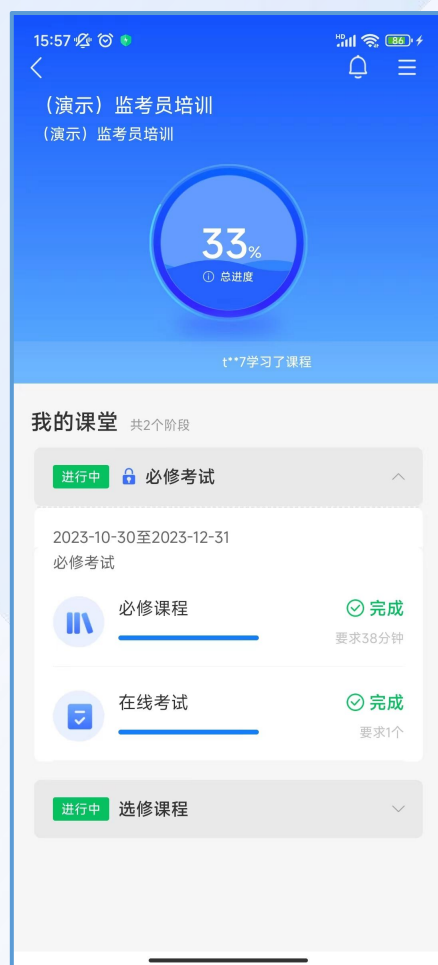 15:57
HD
86
（演示）监考员培训
（演示）监考员培训
33%
总进度
t**7学习了课程
我的课堂 共2个阶段
进行中 必修考试
2023-10-30至2023-12-31
必修考试
必修课程 完成
要求38分钟
在线考试 完成
要求1个
进行中 选修课程